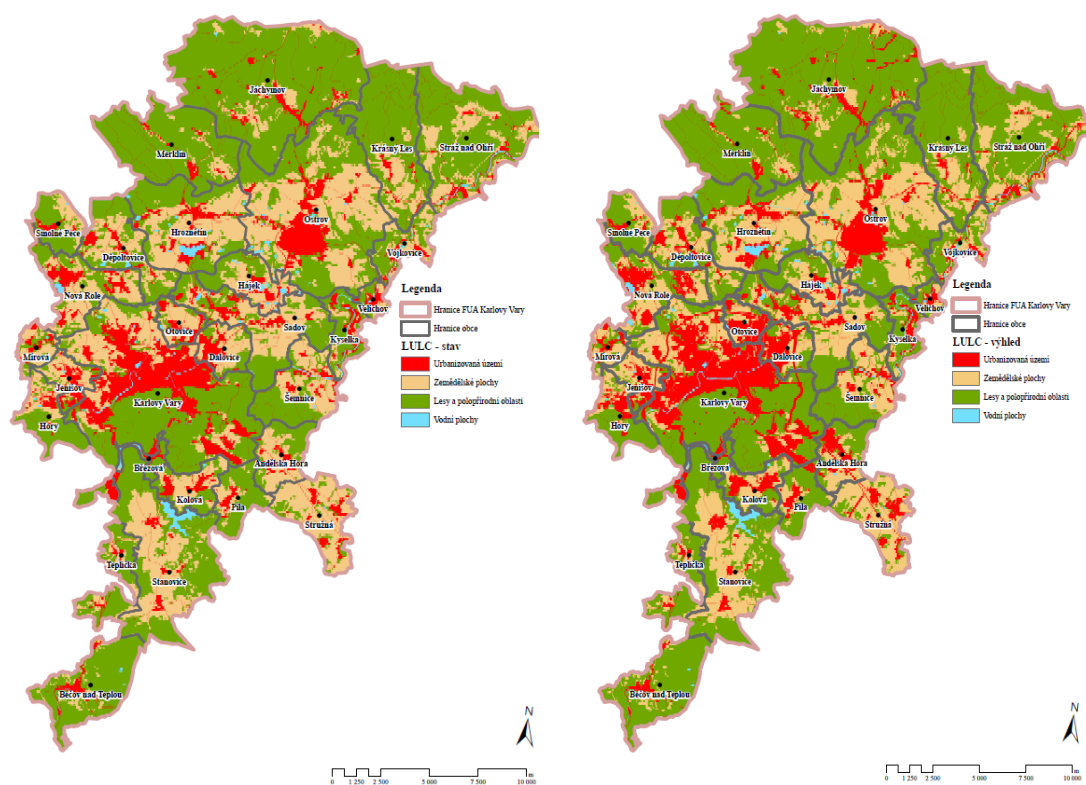 Jáchymov
Krásný Les
Stráž nad Ohří
Merklín
Ostrov
Smolné Pece
Hroznětín
Děpoltovice
Vojkovice
Hájek
Nová Role
Velichov
Otovice
Sadov
Kyselka
Mírová
Dalovice
Jenišov
Šemnice
Karlovy Vary
Hory
Březová
Andělská Hora
Kolová
Pila
Stružná
Teplička
Stanovice
Bečov nad Teplou
Legenda
Hranice FUA Karlovy Vary
Hranice obce
LULC - stav
Urbanizovaná území
Zemědělské plochy
Lesy a polopřírodní oblasti
Vodní plochy
N
0 1 250 2 500 5 000 7 500 10 000 m
Jáchymov
Krásný Les
Stráž nad Ohří
Merklín
Ostrov
Smolné Pece
Hroznětín
Děpoltovice
Vojkovice
Hájek
Nová Role
Velichov
Otovice
Sadov
Kyselka
Mírová
Dalovice
Jenišov
Šemnice
Karlovy Vary
Hory
Březová
Andělská Hora
Kolová
Pila
Stružná
Teplička
Stanovice
Bečov nad Teplou
Legenda
Hranice FUA Karlovy Vary
Hranice obce
LULC - výhled
Urbanizovaná území
Zemědělské plochy
Lesy a polopřírodní oblasti
Vodní plochy
N
0 1 250 2 500 5 000 7 500 10 000 m